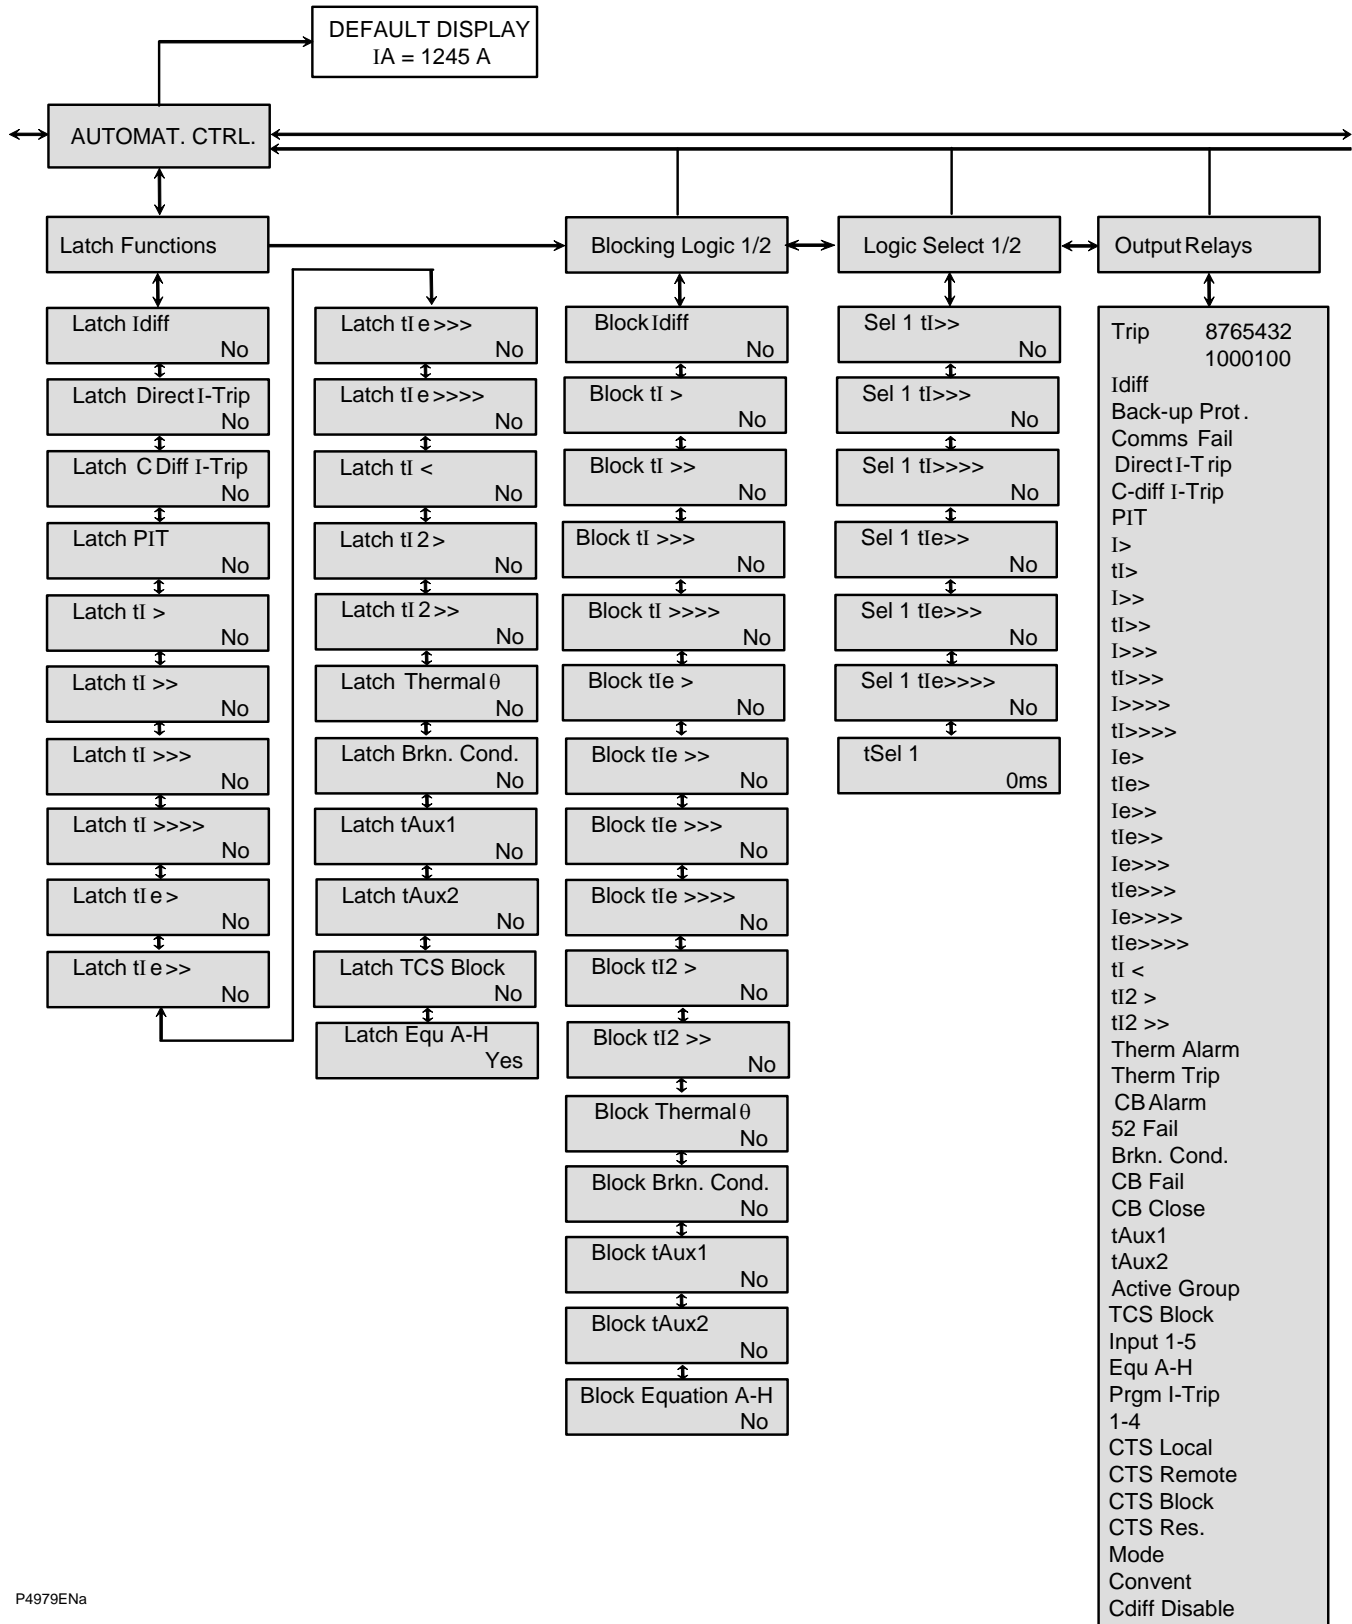 DEFAULT DISPLAY
IA = 1245 A
AUTOMAT. CTRL.
Latch Functions
Blocking Logic 1/2
Logic Select 1/2
Output Relays
Latch Idiff
No
Latch Direct I-Trip
No
Latch C Diff I-Trip
No
Latch PIT
No
Latch tI >
No
Latch tI >>
No
Latch tI >>>
No
Latch tI >>>>
No
Latch tI e >
No
Latch tI e >>
No
Latch tI e >>>
No
Latch tI e >>>>
No
Latch tI <
No
Latch tI 2 >
No
Latch tI 2 >>
No
Latch Thermal θ
No
Latch Brkn. Cond.
No
Latch tAux1
No
Latch tAux2
No
Latch TCS Block
No
Latch Equ A-H
Yes
Block Idiff
No
Block tI >
No
Block tI >>
No
Block tI >>>
No
Block tI >>>>
No
Block tIe >
No
Block tIe >>
No
Block tIe >>>
No
Block tIe >>>>
No
Block tI2 >
No
Block tI2 >>
No
Block Thermal θ
No
Block Brkn. Cond.
No
Block tAux1
No
Block tAux2
No
Block Equation A-H
No
Sel 1 tI>>
No
Sel 1 tI>>>
No
Sel 1 tI>>>>
No
Sel 1 tIe>>
No
Sel 1 tIe>>>
No
Sel 1 tIe>>>>
No
tSel 1
0ms
Trip 8765432
1000100
Idiff
Back-up Prot.
Comms Fail
Direct I-Trip
C-diff I-Trip
PIT
I>
tI>
I>>
tI>>
I>>>
tI>>>
I>>>>
tI>>>>
Ie>
tIe>
Ie>>
tIe>>
Ie>>>
tIe>>>
Ie>>>>
tIe>>>>
tI <
tI2 >
tI2 >>
Therm Alarm
Therm Trip
CB Alarm
52 Fail
Brkn. Cond.
CB Fail
CB Close
tAux1
tAux2
Active Group
TCS Block
Input 1-5
Equ A-H
Prgm I-Trip
1-4
CTS Local
CTS Remote
CTS Block
CTS Res.
Mode
Convent
Cdiff Disable
P4979ENa